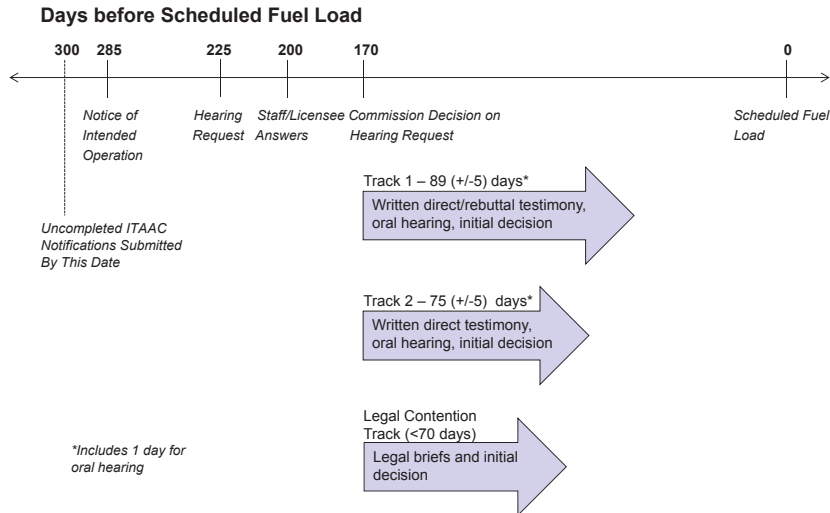 Days before Scheduled Fuel Load
300 285 225 200 170 0
Notice of
Intended
Operation
Hearing
Request
Staff/Licensee
Answers
Commission Decision on
Hearing Request
Scheduled Fuel
Load
Uncompleted ITAAC
Notifications Submitted
By This Date
Track 1 – 89 (+/-5) days*
Written direct/rebuttal testimony,
oral hearing, initial decision
Track 2 – 75 (+/-5) days*
Written direct testimony,
oral hearing, initial decision
Legal Contention
Track (<70 days)
Legal briefs and initial
decision
*Includes 1 day for
oral hearing